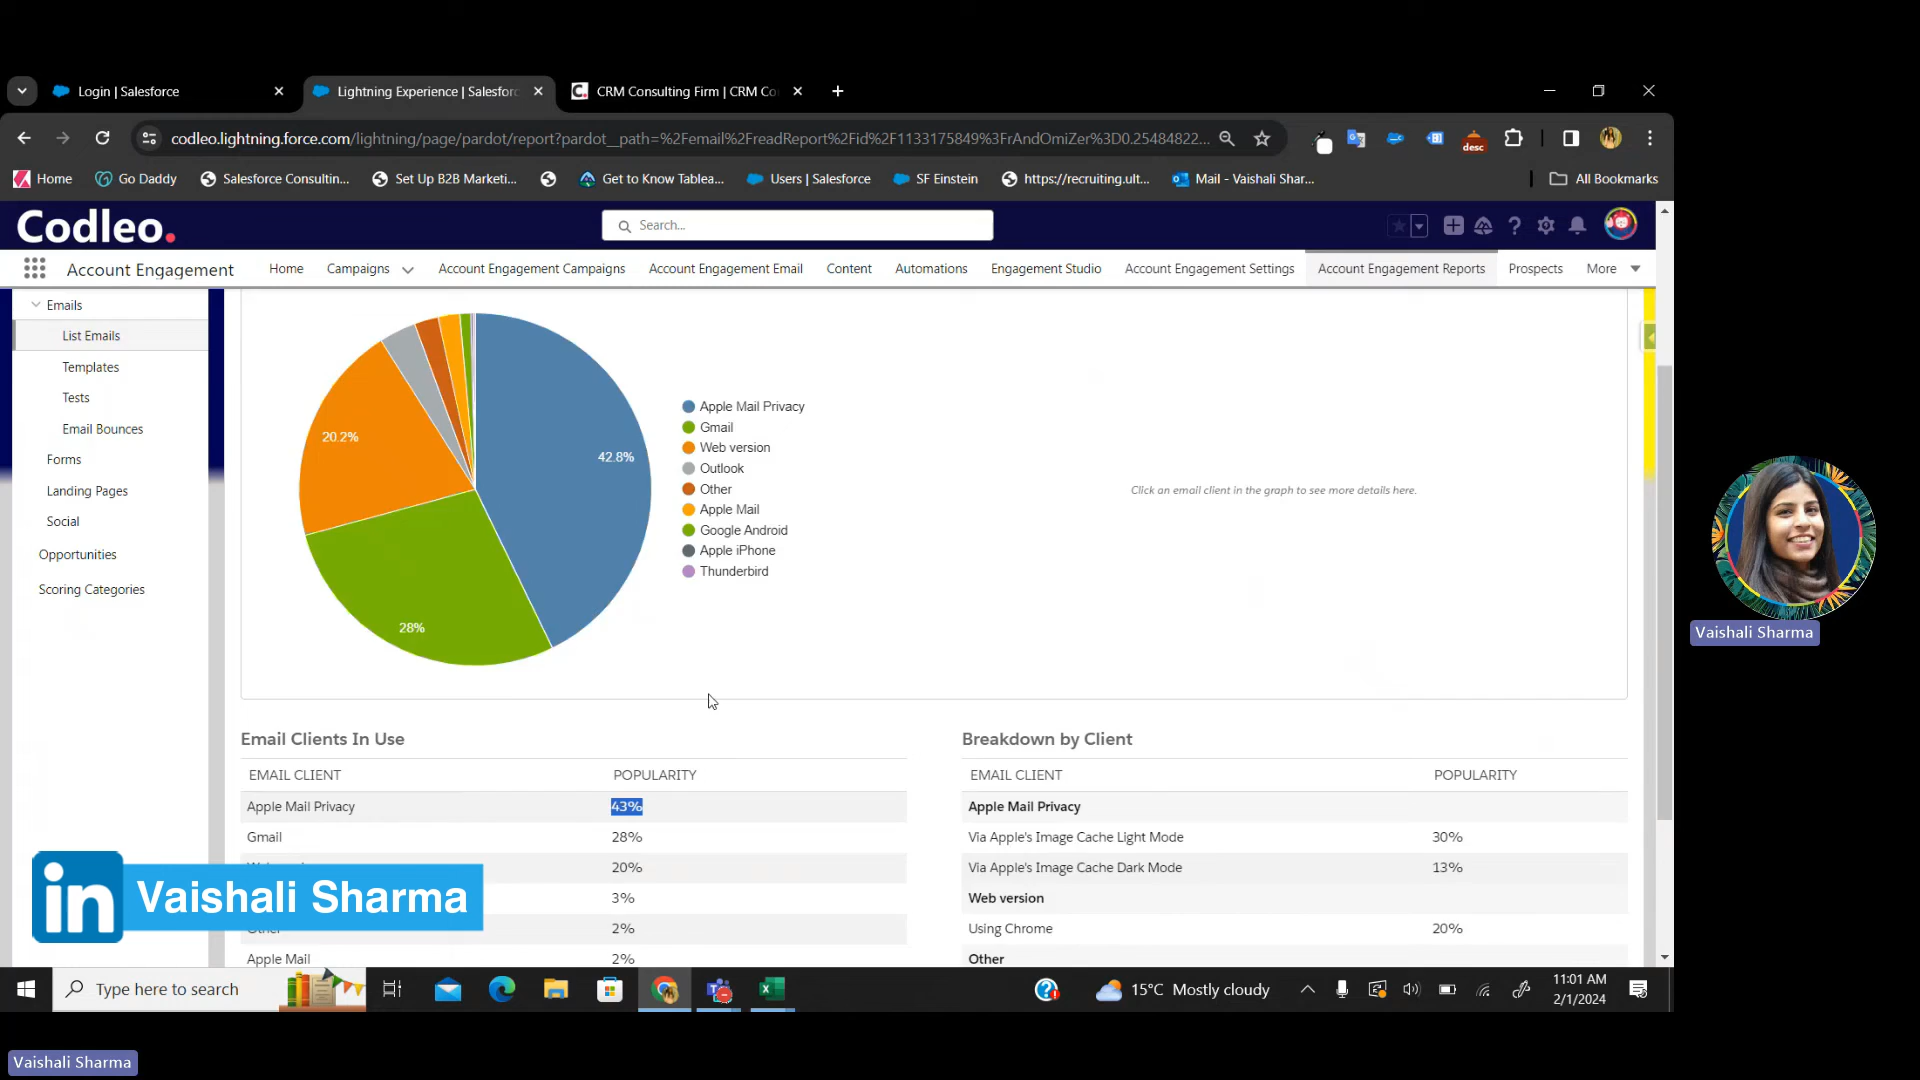 Login | Salesforce
Lightning Experience | Salesforc
CRM Consulting Firm | CRM Co
codleo.lightning.force.com/lightning/page/pardot/report?pardot__path=%2Femail%2FreadReport%2Fid%2F1133175849%3FrAndOmiZer%3D0.25484822...
desc
Home
Go Daddy
Salesforce Consultin...
Set Up B2B Marketi...
Get to Know Tablea...
Users | Salesforce
SF Einstein
https://recruiting.ult...
Mail - Vaishali Shar...
All Bookmarks
Codleo.
Search...
Account Engagement
Home
Campaigns
Account Engagement Campaigns
Account Engagement Email
Content
Automations
Engagement Studio
Account Engagement Settings
Account Engagement Reports
Prospects
More
Emails
List Emails
Templates
Tests
Email Bounces
Forms
Landing Pages
Social
Opportunities
Scoring Categories
20.2%
42.8%
28%
Apple Mail Privacy
Gmail
Web version
Outlook
Other
Apple Mail
Google Android
Apple iPhone
Thunderbird
Click an email client in the graph to see more details here.
Email Clients In Use
EMAIL CLIENT POPULARITY
Apple Mail Privacy 43%
Gmail 28%
20%
3%
Other 2%
Apple Mail 2%
Breakdown by Client
EMAIL CLIENT POPULARITY
Apple Mail Privacy
Via Apple's Image Cache Light Mode 30%
Via Apple's Image Cache Dark Mode 13%
Web version
Using Chrome 20%
Other
in Vaishali Sharma
Vaishali Sharma
Type here to search
15°C Mostly cloudy
11:01 AM
2/1/2024
Vaishali Sharma